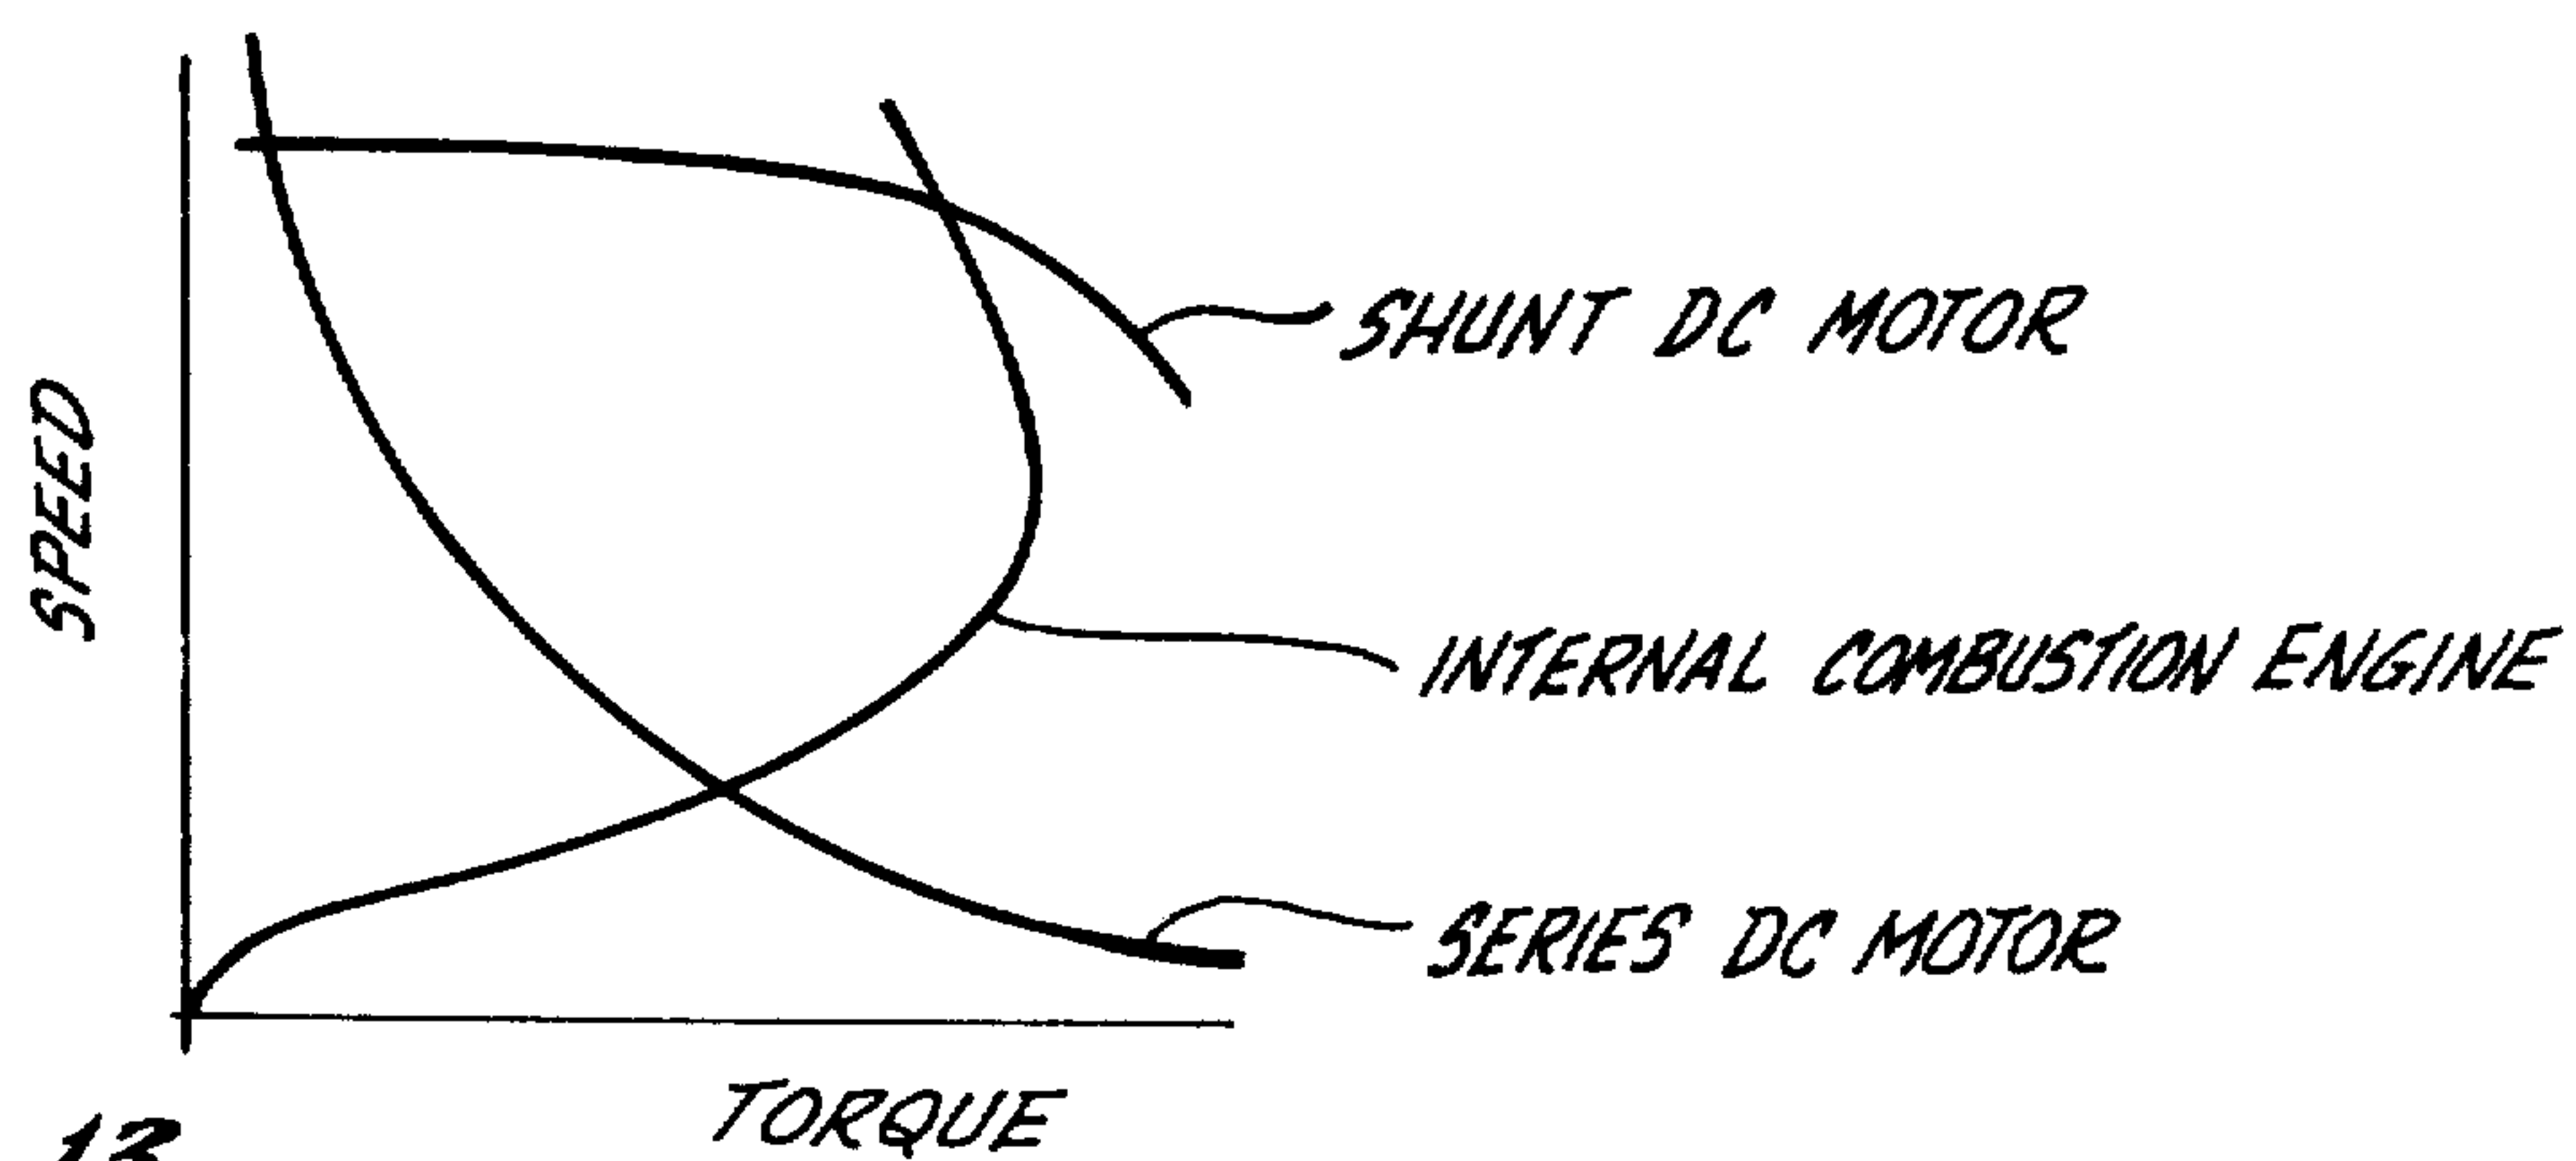 SPEED
SHUNT DC MOTOR
INTERNAL COMBUSTION ENGINE
SERIES DC MOTOR
TORQUE